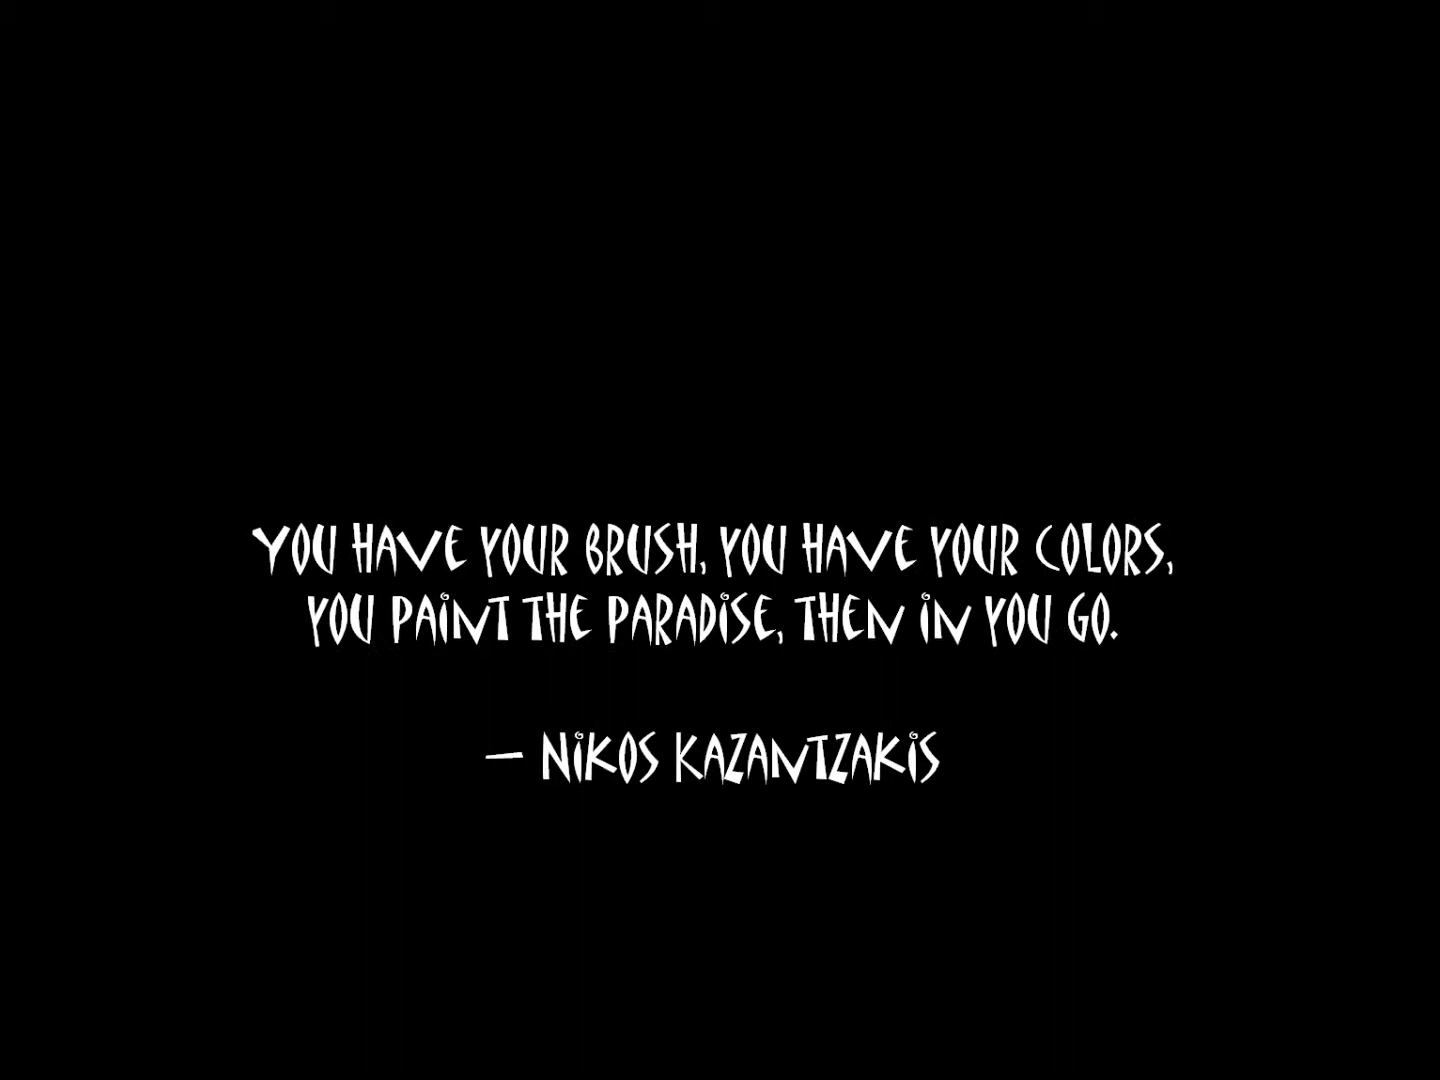 YOU HAVE YOUR BRUSH, YOU HAVE YOUR COLORS,
YOU PAINT THE PARADISE, THEN IN YOU GO.
— NIKOS KAZANTZAKIS